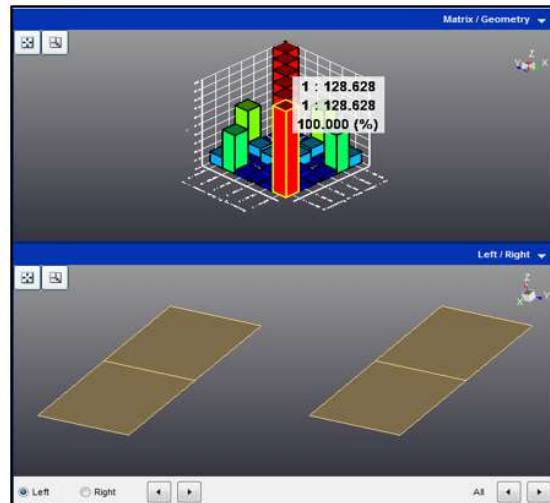 Matrix / Geometry
1 : 128.628
1 : 128.628
100.000 (%)
Z
Y X
Left / Right
Z
X Y
Left
Right
All